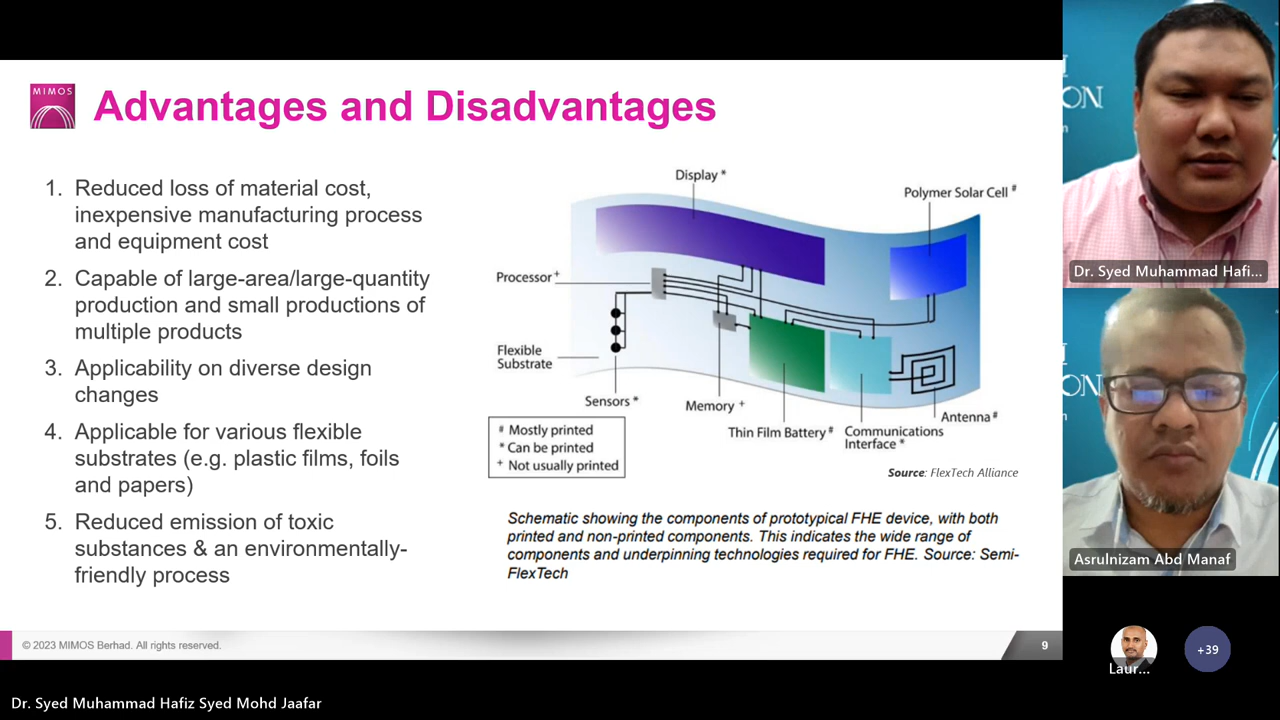 MIMOS
Advantages and Disadvantages
1. Reduced loss of material cost,
inexpensive manufacturing process
and equipment cost
2. Capable of large-area/large-quantity
production and small productions of
multiple products
3. Applicability on diverse design
changes
4. Applicable for various flexible
substrates (e.g. plastic films, foils
and papers)
5. Reduced emission of toxic
substances & an environmentally-
friendly process
Display *
Polymer Solar Cell #
Processor +
Flexible
Substrate
Sensors *
Memory +
Thin Film Battery #
Communications
Interface *
Antenna #
# Mostly printed
* Can be printed
+ Not usually printed
Source: FlexTech Alliance
Schematic showing the components of prototypical FHE device, with both
printed and non-printed components. This indicates the wide range of
components and underpinning technologies required for FHE. Source: Semi-
FlexTech
© 2023 MIMOS Berhad. All rights reserved.
9
ON
Dr. Syed Muhammad Hafi...
ON
Asrulnizam Abd Manaf
Laur...
+39
Dr. Syed Muhammad Hafiz Syed Mohd Jaafar